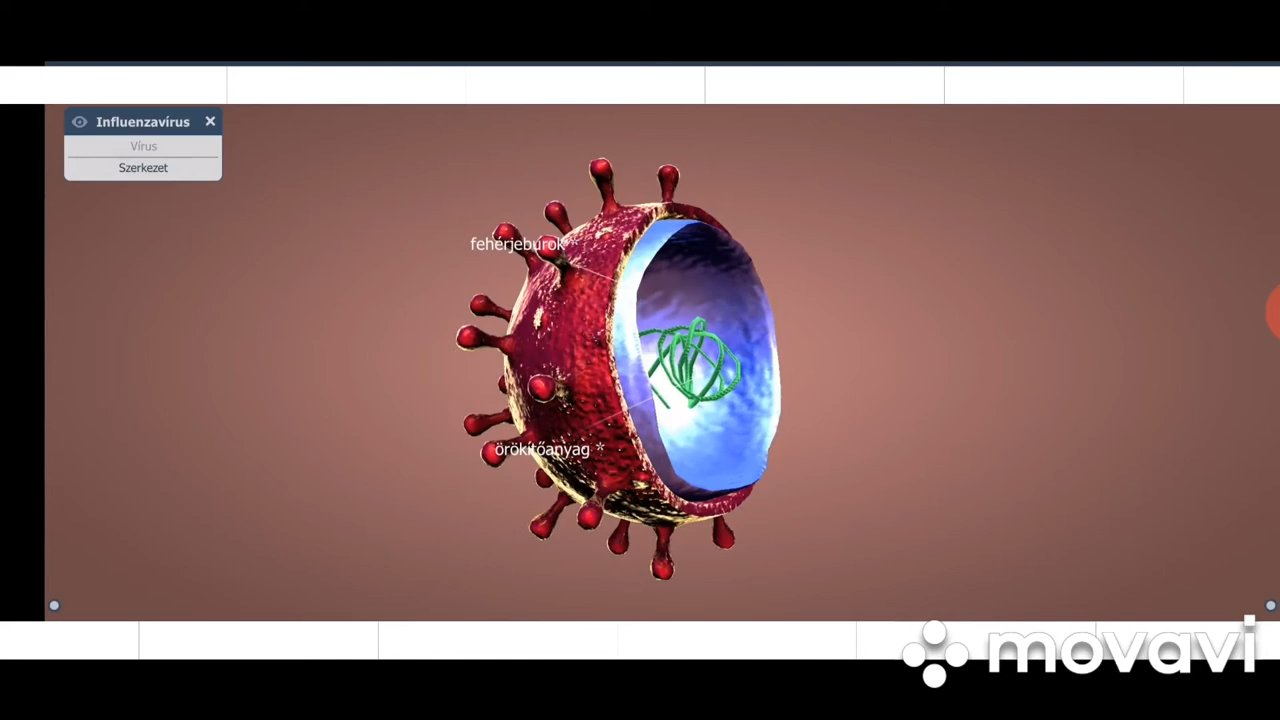 Influenzavírus
Vírus
Szerkezet
fehérjeburok *
örökítőanyag *
movavi